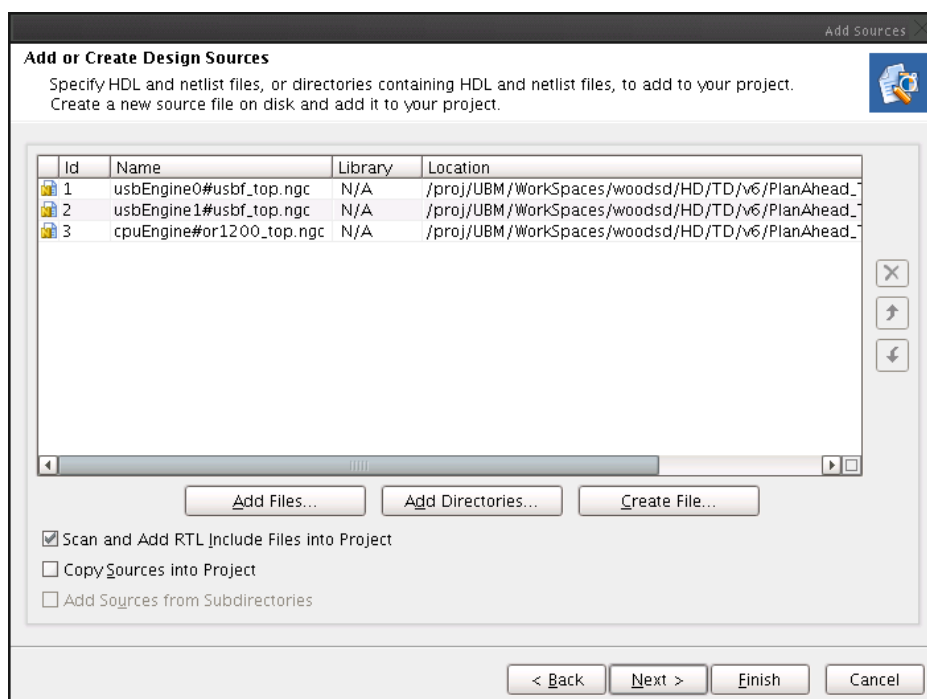 Add Sources
Add or Create Design Sources
Specify HDL and netlist files, or directories containing HDL and netlist files, to add to your project.
Create a new source file on disk and add it to your project.
Id Name Library Location
1 usbEngine0#usbf_top.ngc N/A /proj/UBM/WorkSpaces/woodsd/HD/TD/v6/PlanAhead_T
2 usbEngine1#usbf_top.ngc N/A /proj/UBM/WorkSpaces/woodsd/HD/TD/v6/PlanAhead_T
3 cpuEngine#or1200_top.ngc N/A /proj/UBM/WorkSpaces/woodsd/HD/TD/v6/PlanAhead_T
Add Files... Add Directories... Create File...
Scan and Add RTL Include Files into Project
Copy Sources into Project
Add Sources from Subdirectories
< Back Next > Finish Cancel